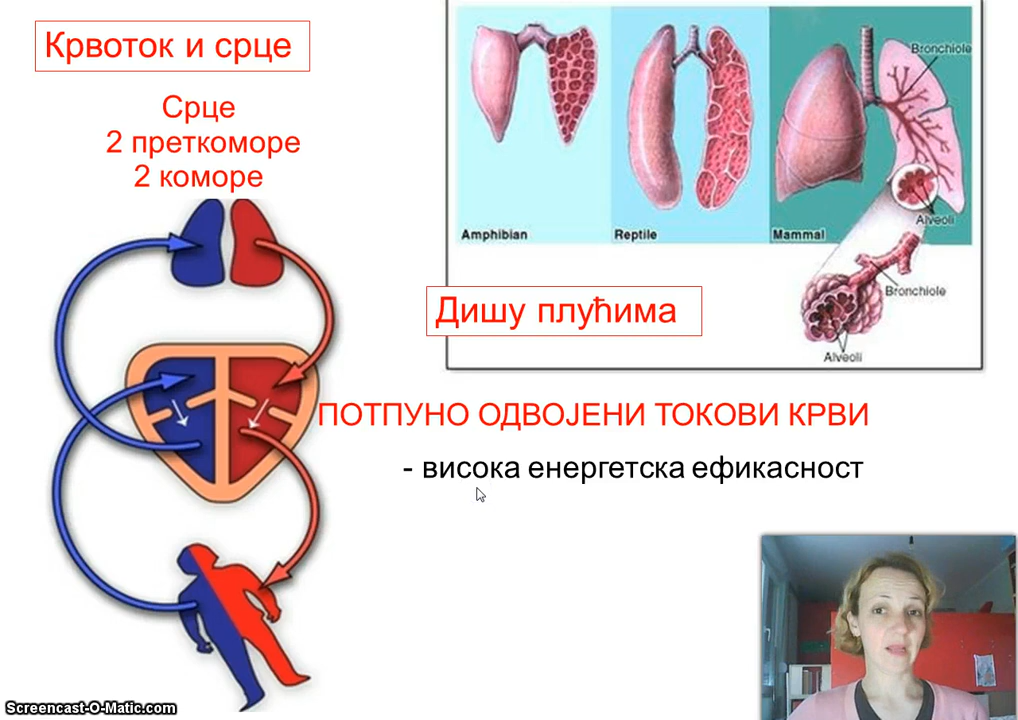 Крвоток и срце
Срце
2 преткоморе
2 коморе
Amphibian
Reptile
Mammal
Bronchiole
Alveoli
Bronchiole
Alveoli
Дишу плућима
ПОТПУНО ОДВОЈЕНИ ТОКОВИ КРВИ
- висока енергетска ефикасност
Screencast-O-Matic.com